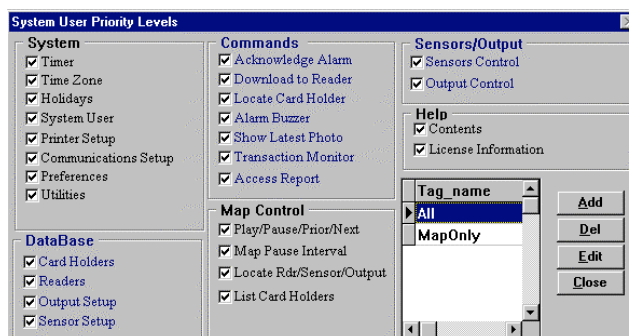 System User Priority Levels
System
Timer
Time Zone
Holidays
System User
Printer Setup
Communications Setup
Preferences
Utilities
DataBase
Card Holders
Readers
Output Setup
Sensor Setup
Commands
Acknowledge Alarm
Download to Reader
Locate Card Holder
Alarm Buzzer
Show Latest Photo
Transaction Monitor
Access Report
Map Control
Play/Pause/Prior/Next
Map Pause Interval
Locate Rdr/Sensor/Output
List Card Holders
Sensors/Output
Sensors Control
Output Control
Help
Contents
License Information
Tag_name
All
MapOnly
Add
Del
Edit
Close